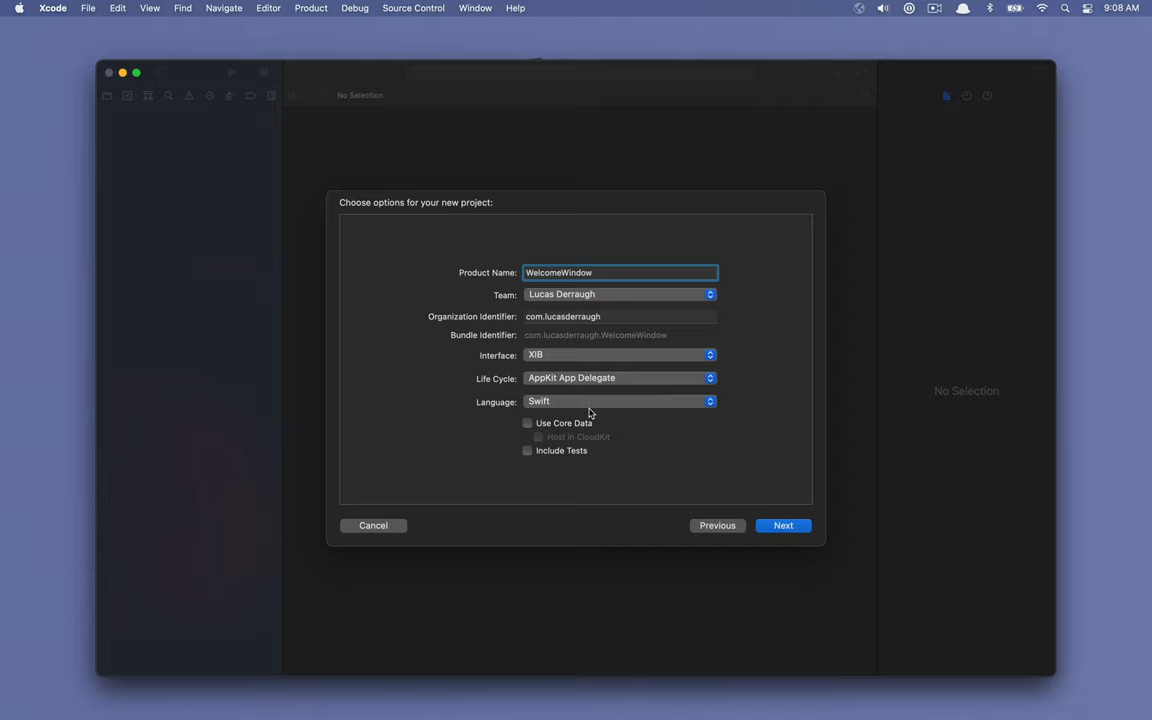 Xcode File Edit View Find Navigate Editor Product Debug Source Control Window Help 9:08 AM
No Selection
Choose options for your new project:
Product Name: WelcomeWindow
Team: Lucas Derraugh
Organization Identifier: com.lucasderraugh
Bundle Identifier: com.lucasderraugh.WelcomeWindow
Interface: XIB
Life Cycle: AppKit App Delegate
Language: Swift
Use Core Data
Host in CloudKit
Include Tests
No Selection
Cancel Previous Next